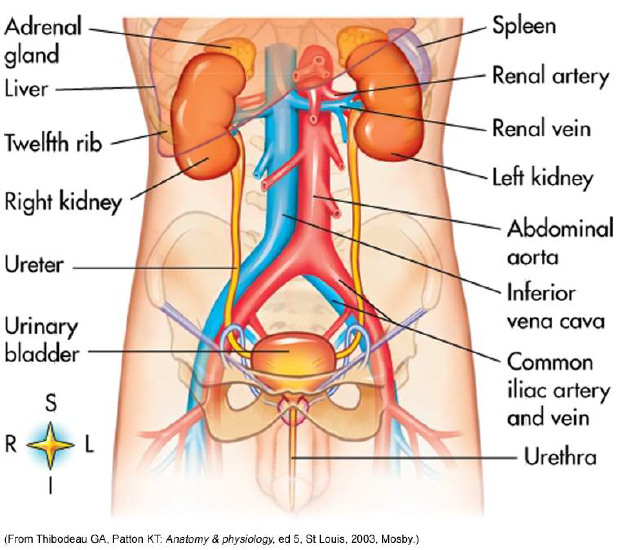 Adrenal
gland
Liver
Twelfth rib
Right kidney
Ureter
Urinary
bladder
S
R
L
I
Spleen
Renal artery
Renal vein
Left kidney
Abdominal
aorta
Inferior
vena cava
Common
iliac artery
and vein
Urethra
(From Thibodeau GA, Patton KT: Anatomy & physiology, ed 5, St Louis, 2003, Mosby.)